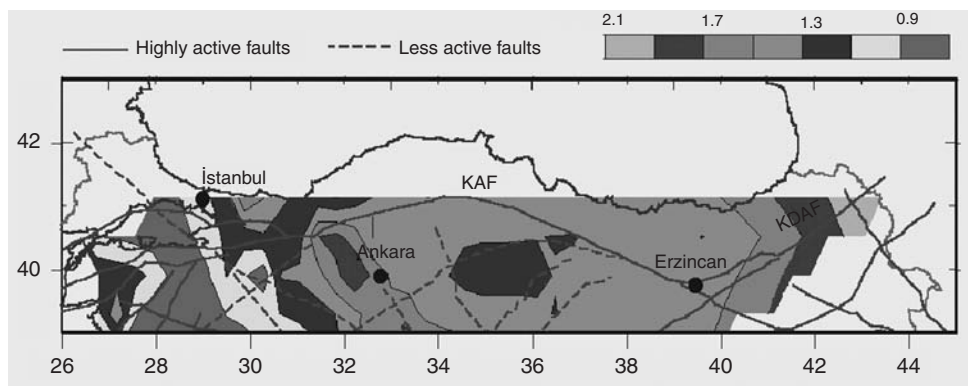 2.1 1.7 1.3 0.9
Highly active faults Less active faults
42
40
İstanbul
KAF
KDAF
Ankara
Erzincan
26 28 30 32 34 36 38 40 42 44